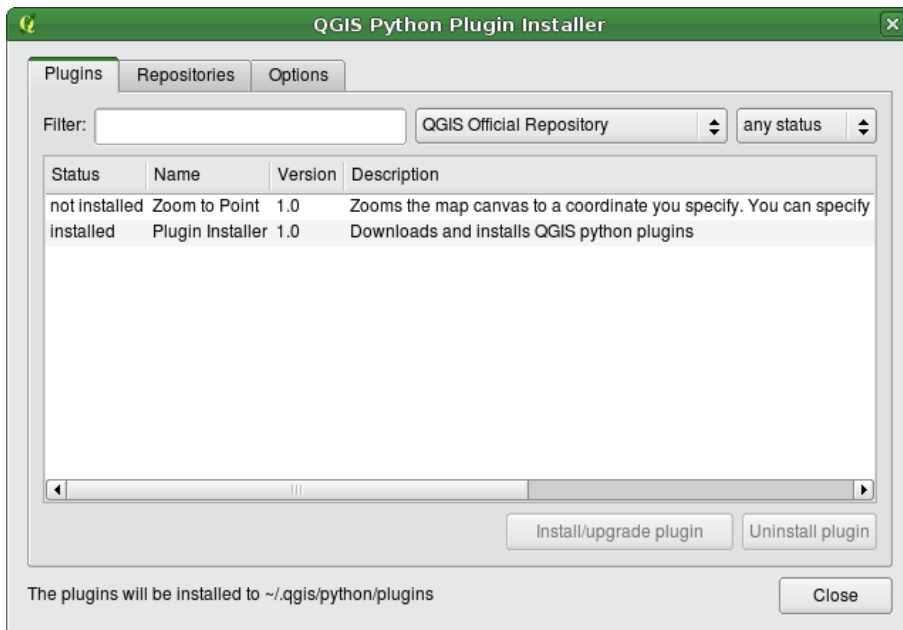 QGIS Python Plugin Installer
Plugins Repositories Options
Filter: QGIS Official Repository any status
Status Name Version Description
not installed Zoom to Point 1.0 Zooms the map canvas to a coordinate you specify. You can specify
installed Plugin Installer 1.0 Downloads and installs QGIS python plugins
Install/upgrade plugin Uninstall plugin
The plugins will be installed to ~/.qgis/python/plugins Close